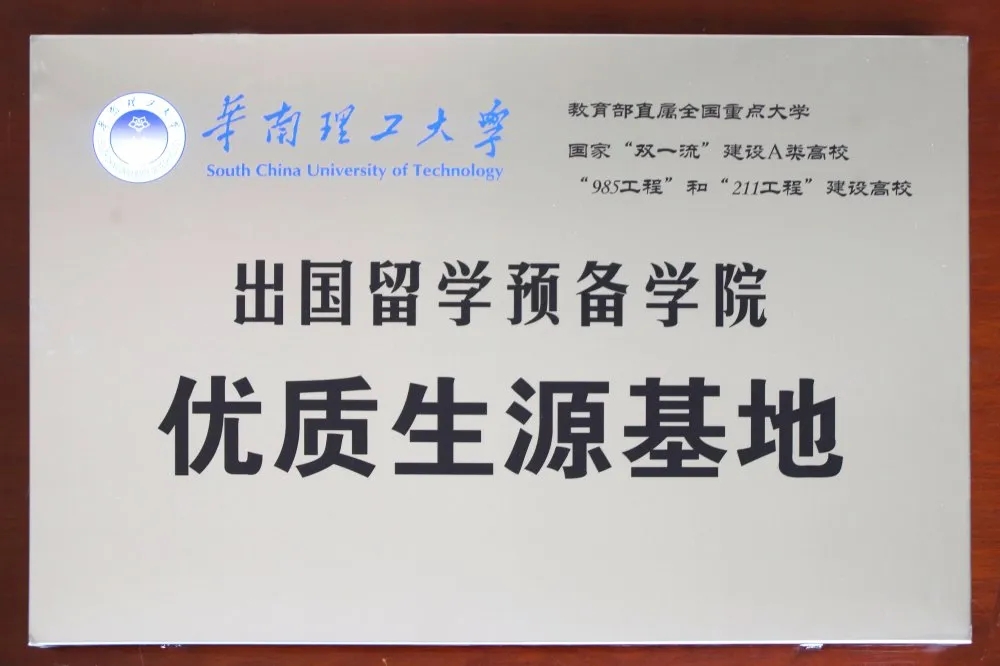 華南理工大學
South China University of Technology
教育部直属全国重点大学
国家“双一流”建设A类高校
“985工程”和“211工程”建设高校
出国留学预备学院
优质生源基地